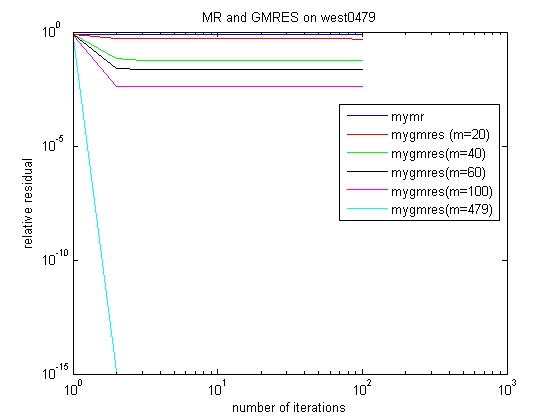 MR and GMRES on west0479
relative residual
10^0
10^-5
10^-10
10^-15
mymr
mygmres (m=20)
mygmres(m=40)
mygmres(m=60)
mygmres(m=100)
mygmres(m=479)
10^0 10^1 10^2 10^3
number of iterations